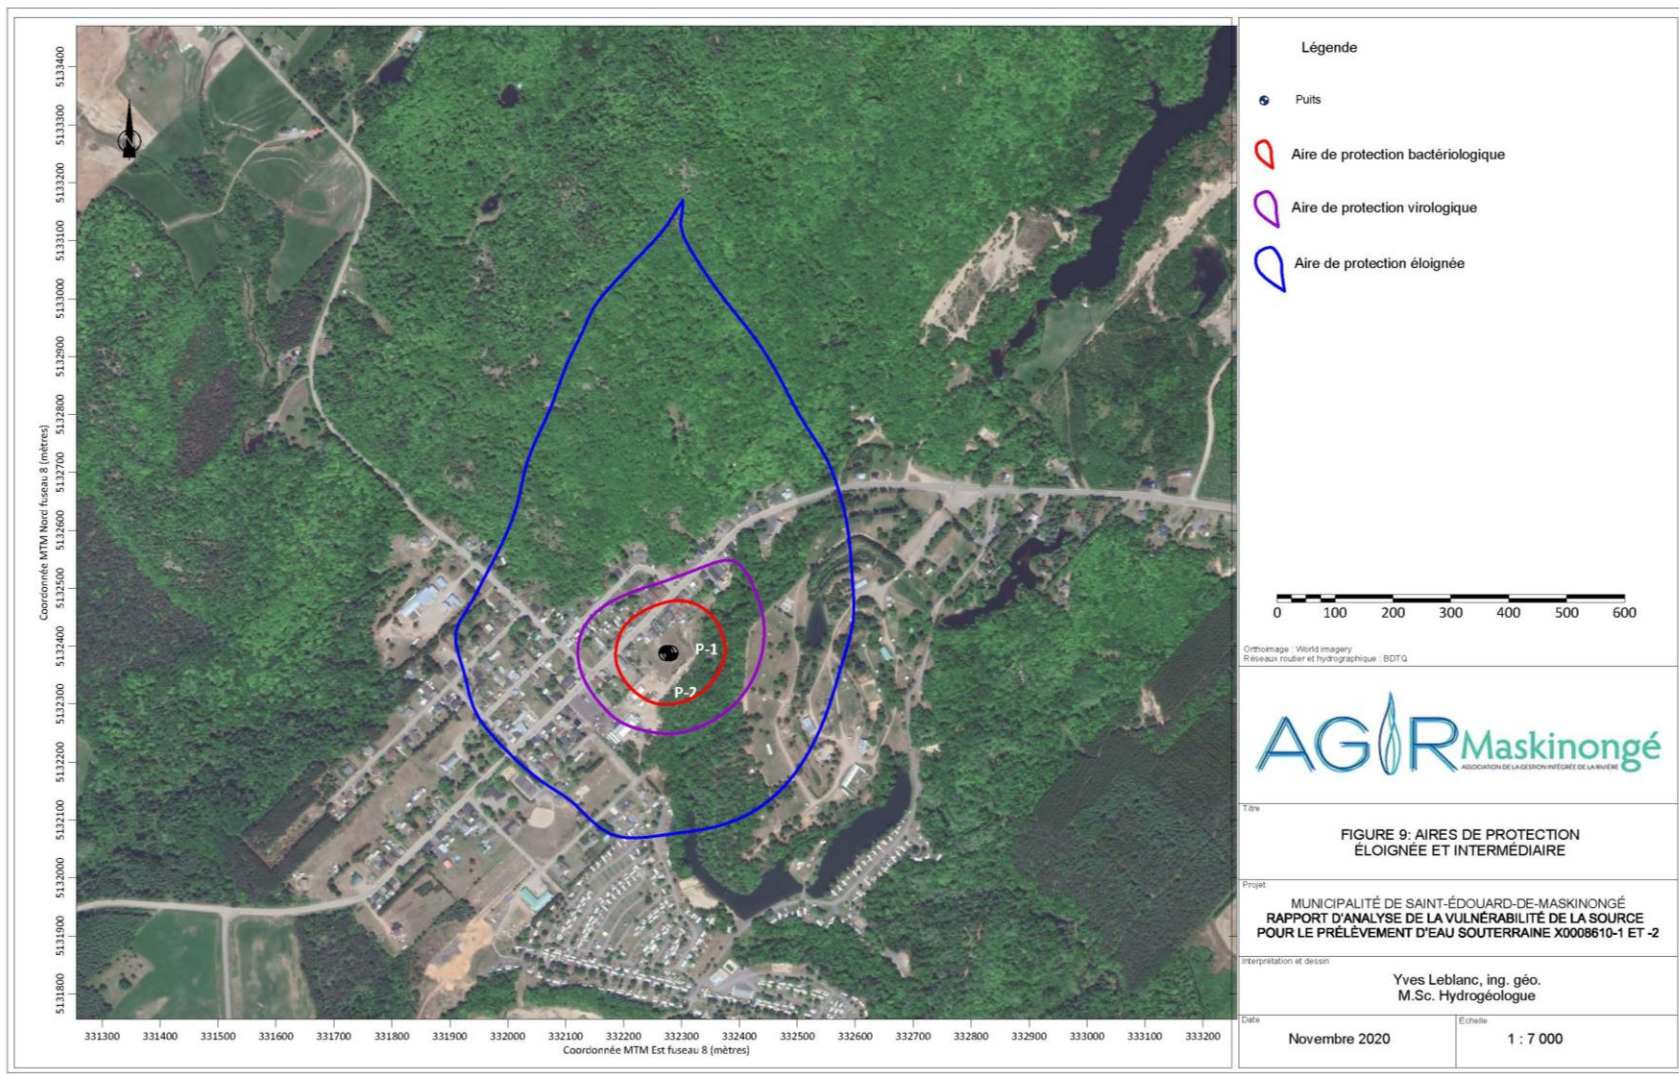 5133400
5133300
5133200
5133100
5133000
5132900
5132800
5132700
5132600
5132500
5132400
5132300
5132200
5132100
5132000
5131900
5131800
Coordonnée MTM Nord fuseau 8 (mètres)
N
P-1
P-2
331300 331400 331500 331600 331700 331800 331900 332000 332100 332200 332300 332400 332500 332600 332700 332800 332900 333000 333100 333200
Coordonnée MTM Est fuseau 8 (mètres)
Légende
Puits
Aire de protection bactériologique
Aire de protection virologique
Aire de protection éloignée
0 100 200 300 400 500 600
Orthoimage : World imagery
Réseaux routier et hydrographique : BDTQ
AGIR Maskinongé
ASSOCIATION DE LA GESTION INTÉGRÉE DE LA RIVIÈRE
Titre
FIGURE 9: AIRES DE PROTECTION
ÉLOIGNÉE ET INTERMÉDIAIRE
Projet
MUNICIPALITÉ DE SAINT-ÉDOUARD-DE-MASKINONGÉ
RAPPORT D'ANALYSE DE LA VULNÉRABILITÉ DE LA SOURCE
POUR LE PRÉLÈVEMENT D'EAU SOUTERRAINE X0008610-1 ET -2
Interprétation et dessin
Yves Leblanc, ing. géo.
M.Sc. Hydrogéologue
Date
Novembre 2020
Échelle
1 : 7 000